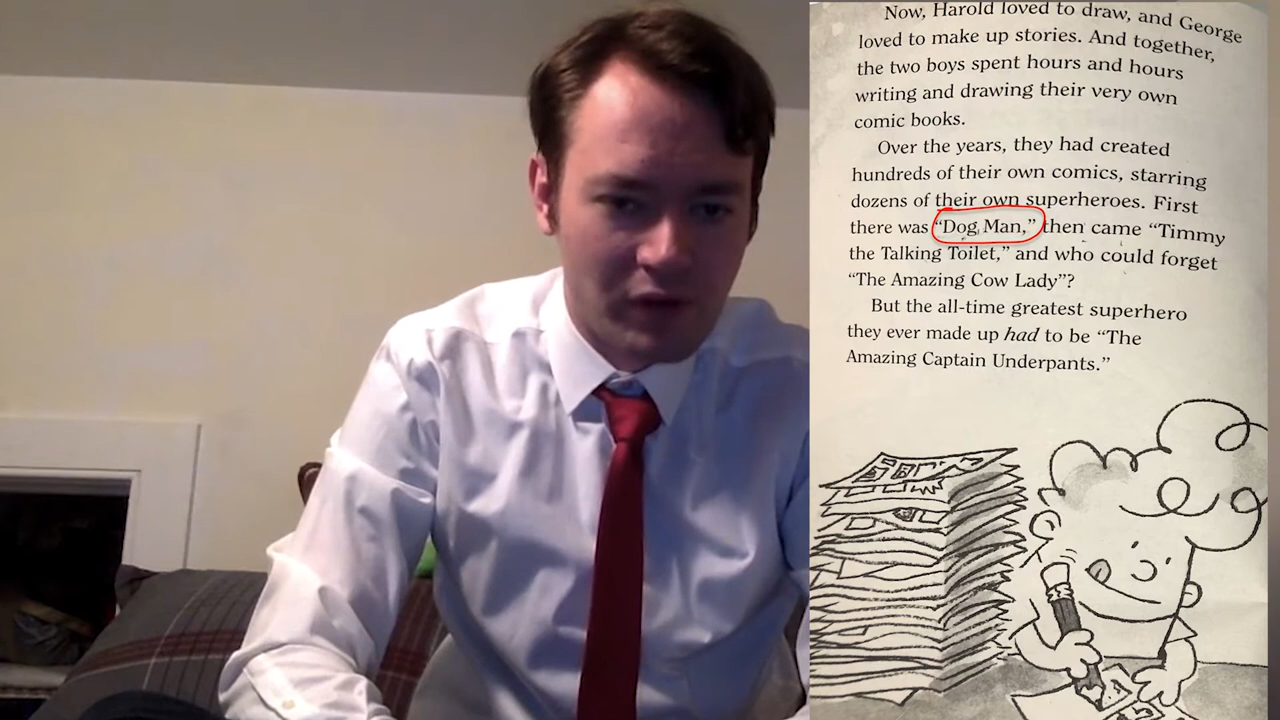 Now, Harold loved to draw, and George
loved to make up stories. And together,
the two boys spent hours and hours
writing and drawing their very own
comic books.
Over the years, they had created
hundreds of their own comics, starring
dozens of their own superheroes. First
there was “Dog Man,” then came “Timmy
the Talking Toilet,” and who could forget
“The Amazing Cow Lady”?
But the all-time greatest superhero
they ever made up had to be “The
Amazing Captain Underpants.”